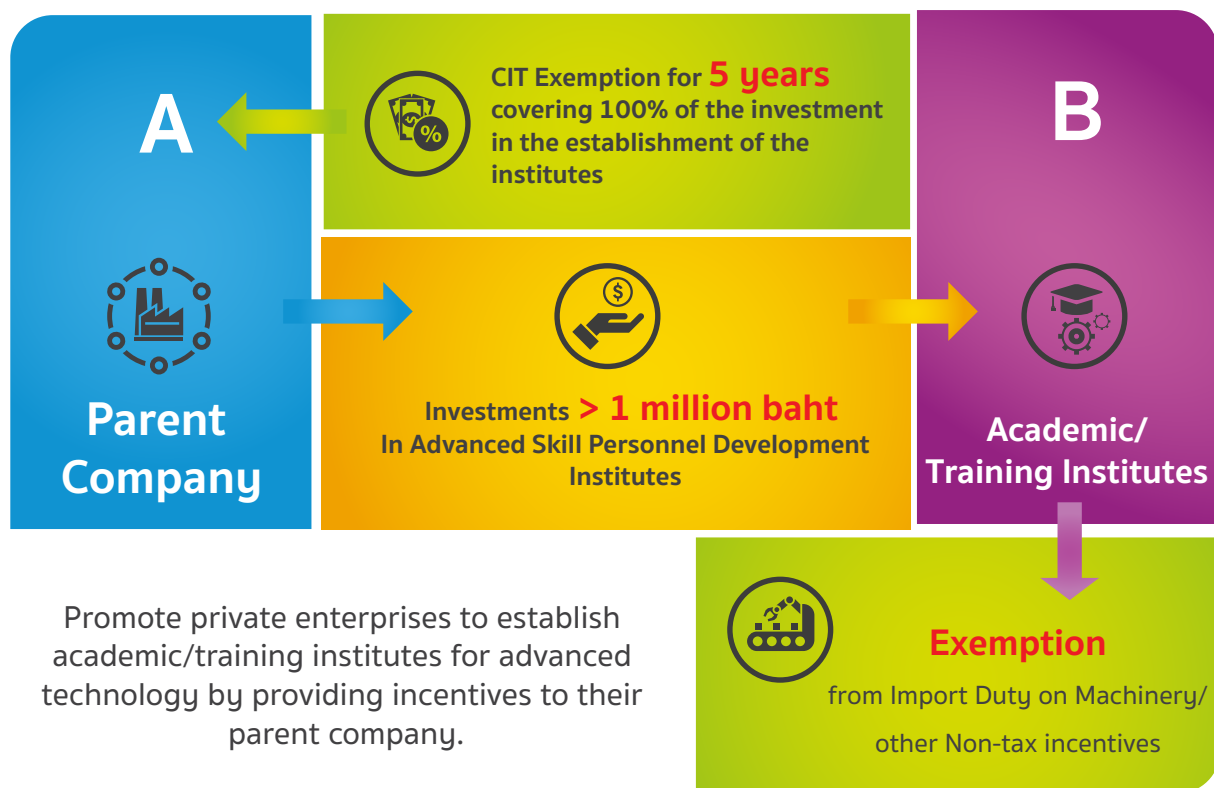 A
CIT Exemption for 5 years
covering 100% of the investment
in the establishment of the
institutes
B
Parent
Company
Investments > 1 million baht
In Advanced Skill Personnel Development
Institutes
Academic/
Training Institutes
Promote private enterprises to establish
academic/training institutes for advanced
technology by providing incentives to their
parent company.
Exemption
from Import Duty on Machinery/
other Non-tax incentives